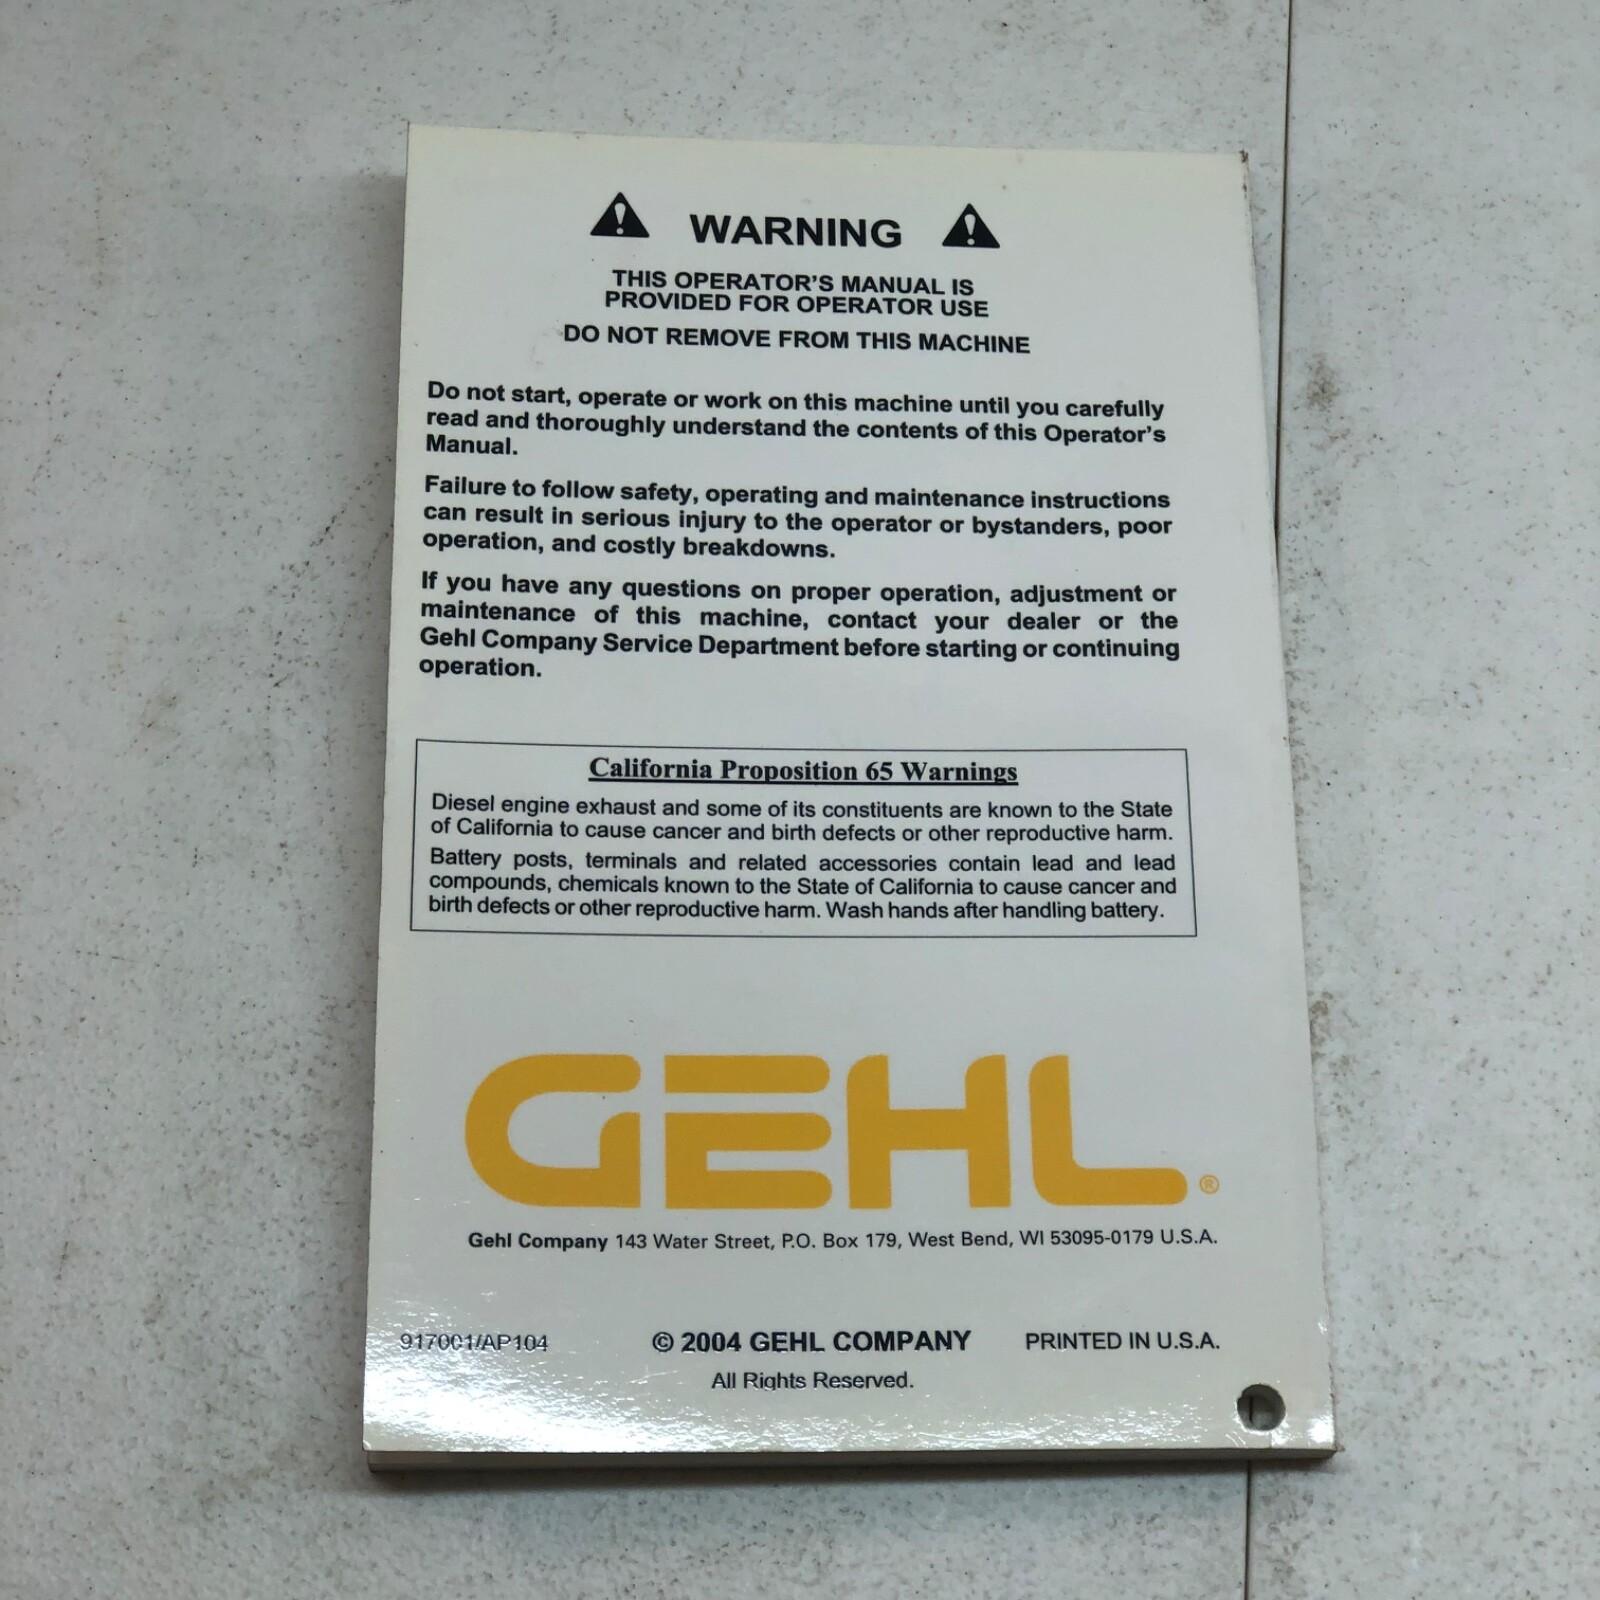 WARNING
THIS OPERATOR'S MANUAL IS
PROVIDED FOR OPERATOR USE
DO NOT REMOVE FROM THIS MACHINE
Do not start, operate or work on this machine until you carefully
read and thoroughly understand the contents of this Operator's
Manual.
Failure to follow safety, operating and maintenance instructions
can result in serious injury to the operator or bystanders, poor
operation, and costly breakdowns.
If you have any questions on proper operation, adjustment or
maintenance of this machine, contact your dealer or the
Gehl Company Service Department before starting or continuing
operation.
California Proposition 65 Warnings
Diesel engine exhaust and some of its constituents are known to the State
of California to cause cancer and birth defects or other reproductive harm.
Battery posts, terminals and related accessories contain lead and lead
compounds, chemicals known to the State of California to cause cancer and
birth defects or other reproductive harm. Wash hands after handling battery.
GEHL®
Gehl Company 143 Water Street, P.O. Box 179, West Bend, WI 53095-0179 U.S.A.
917001/AP104 © 2004 GEHL COMPANY PRINTED IN U.S.A.
All Rights Reserved.